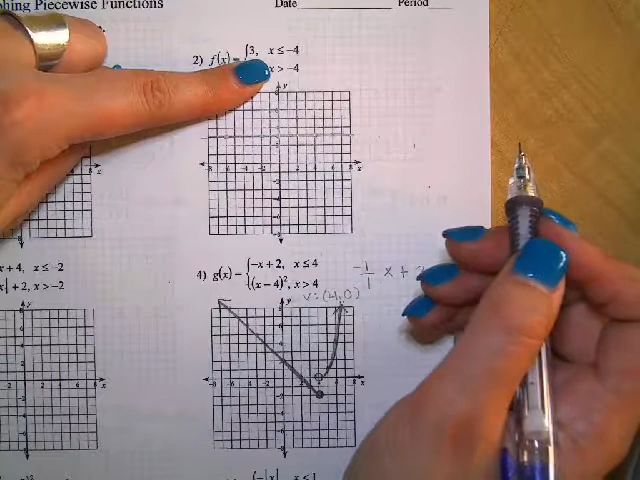 phing Piecewise Functions Date Period
2) f(x) = {3, x ≤ −4
x > −4
x + 4, x ≤ −2
x| + 2, x > −2
4) g(x) = {−x + 2, x ≤ 4
(x − 4)², x > 4
-1/1 x +
V: (4,0)
(−|x| x ≤ 1